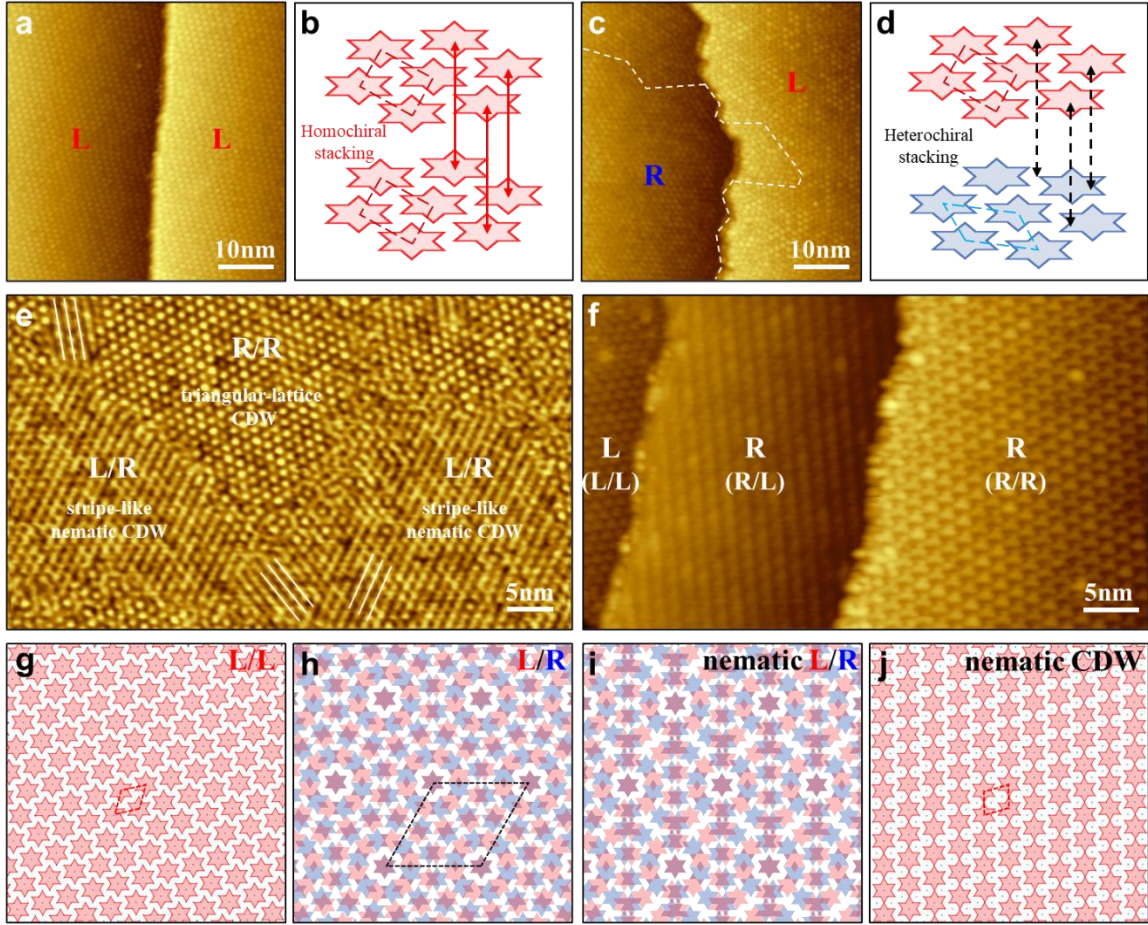 a
L
L
10nm
b
Homochiral
stacking
c
L
R
10nm
d
Heterochiral
stacking
e
R/R
triangular-lattice
CDW
L/R
stripe-like
nematic CDW
L/R
stripe-like
nematic CDW
5nm
f
L
(L/L)
R
(R/L)
R
(R/R)
5nm
g
L/L
h
L/R
i
nematic L/R
j
nematic CDW